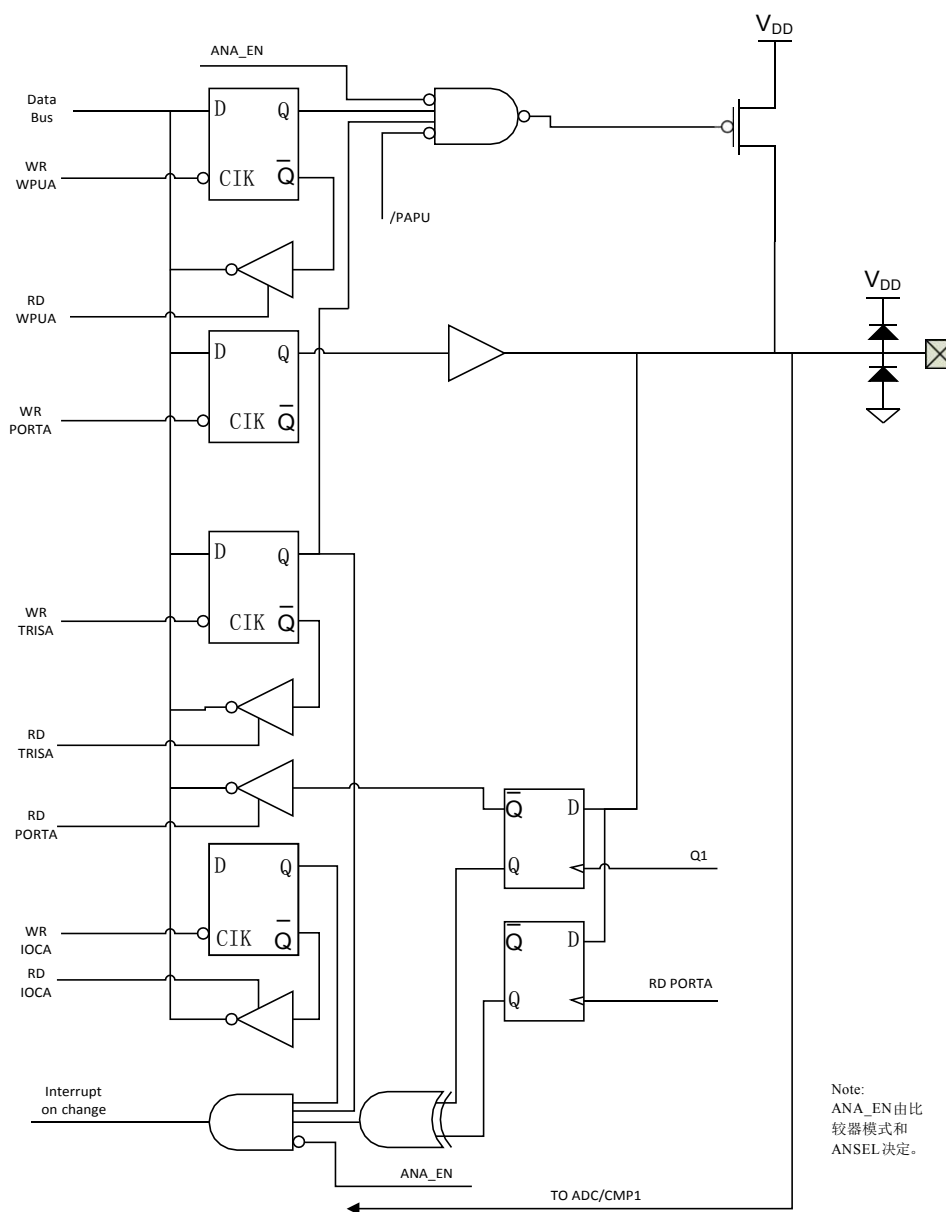 ANA_EN
VDD
Data
Bus
D Q
WR
WPUA
CIK Q
/PAPU
RD
WPUA
VDD
D Q
WR
PORTA
CIK Q
D Q
WR
TRISA
CIK Q
RD
TRISA
RD
PORTA
Q D
Q Q1
D Q
WR
IOCA
CIK Q
Q D
RD
IOCA
Q RD PORTA
Interrupt
on change
ANA_EN
Note:
ANA_EN由比
较器模式和
ANSEL决定。
TO ADC/CMP1